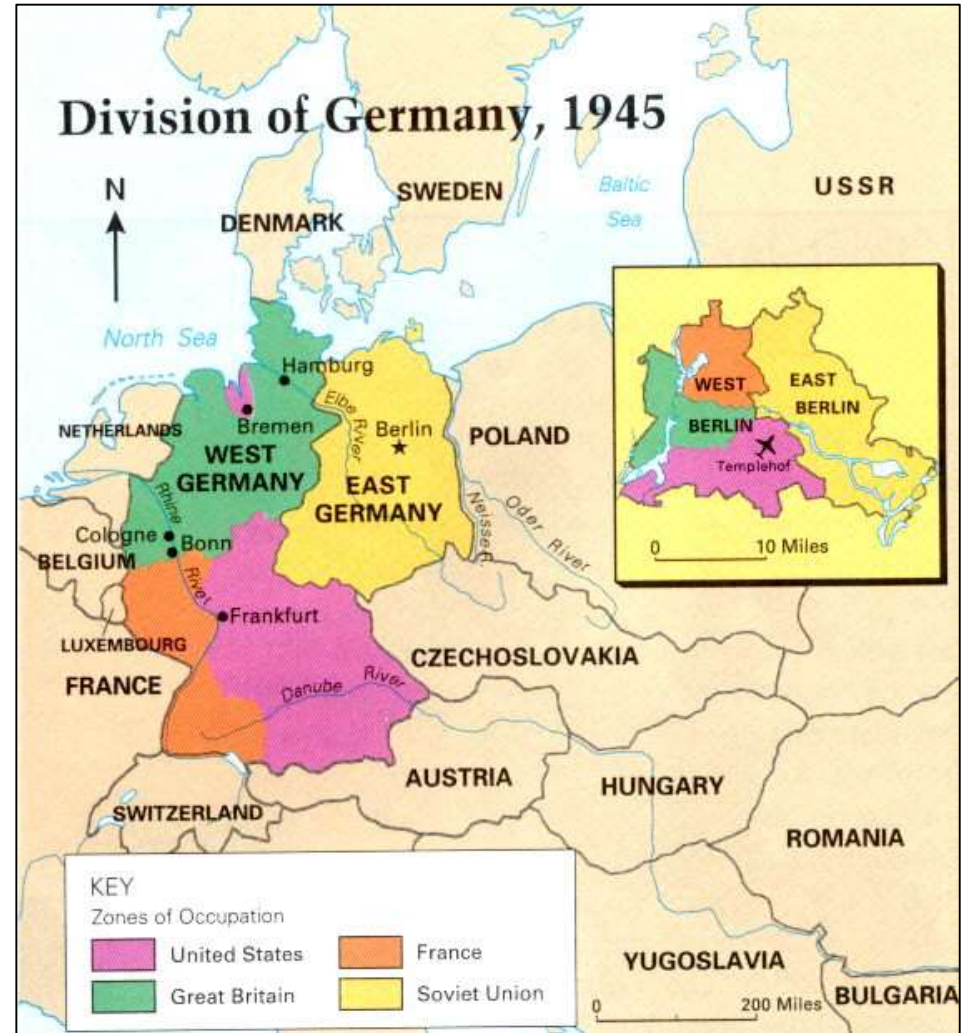 Division of Germany, 1945
N
SWEDEN
Baltic
Sea
USSR
DENMARK
North Sea
Hamburg
Elbe River
Bremen
Berlin
NETHERLANDS
WEST
GERMANY
EAST
GERMANY
POLAND
Rhine
River
Neisse R.
Oder River
Cologne
Bonn
BELGIUM
Frankfurt
LUXEMBOURG
FRANCE
CZECHOSLOVAKIA
Danube River
AUSTRIA
HUNGARY
SWITZERLAND
ROMANIA
YUGOSLAVIA
BULGARIA
WEST
BERLIN
EAST
BERLIN
Templehof
0 10 Miles
KEY
Zones of Occupation
United States
France
Great Britain
Soviet Union
0 200 Miles